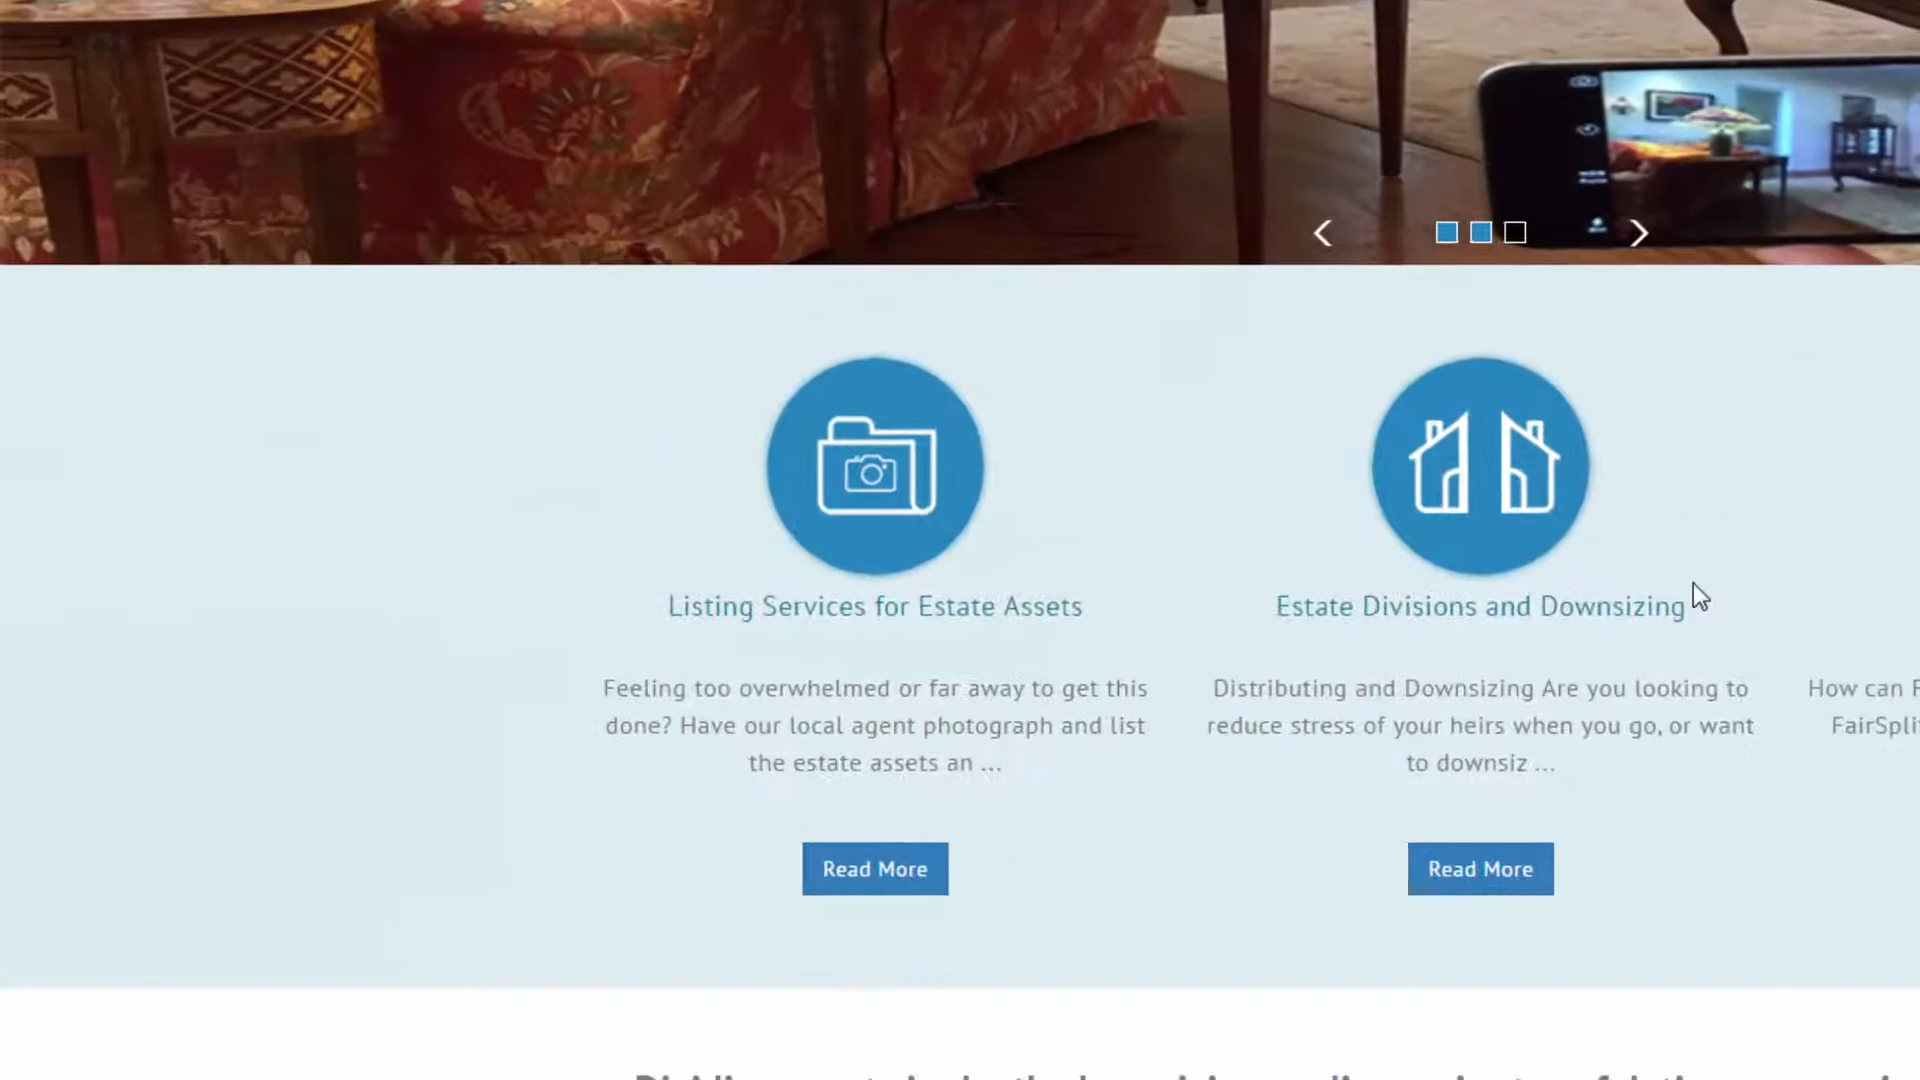 Listing Services for Estate Assets
Feeling too overwhelmed or far away to get this
done? Have our local agent photograph and list
the estate assets an ...
Read More
Estate Divisions and Downsizing
Distributing and Downsizing Are you looking to
reduce stress of your heirs when you go, or want
to downsiz ...
Read More
How can